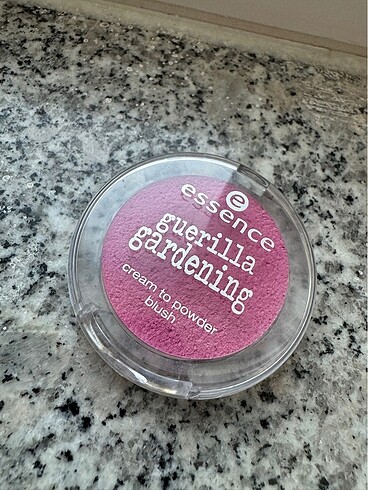 essence
guerilla
gardening
cream to powder
blush